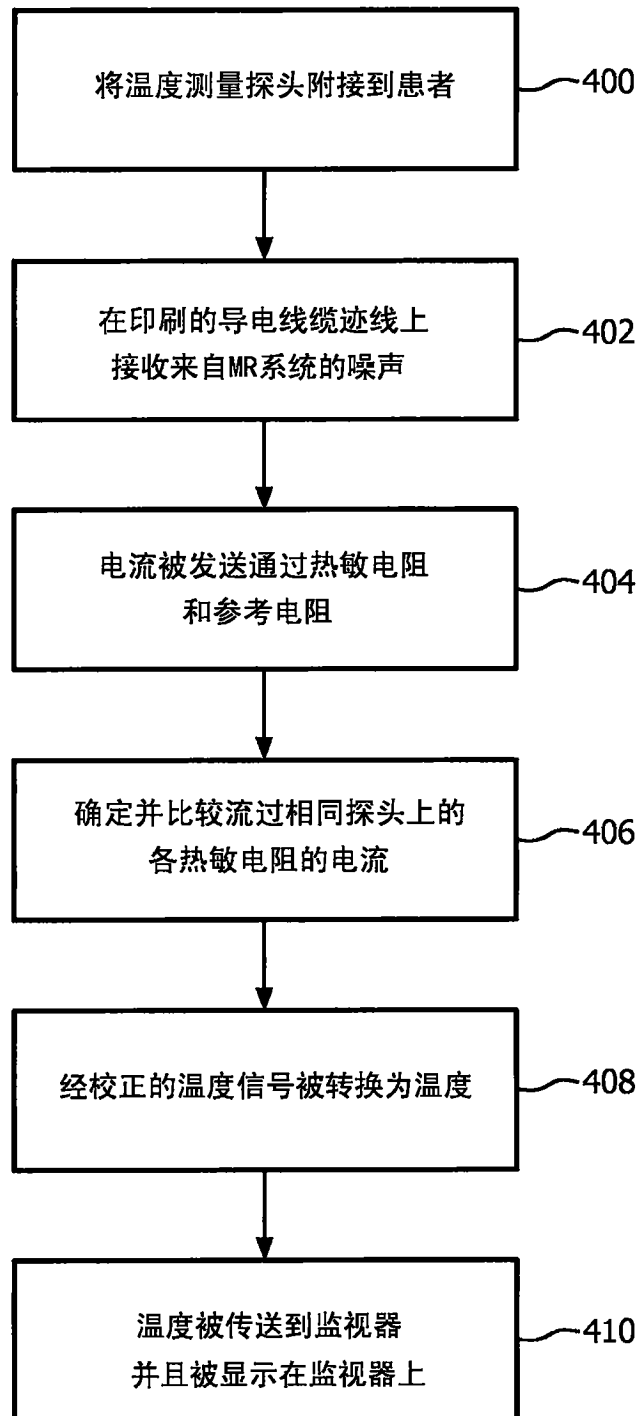 将温度测量探头附接到患者
400
在印刷的导电线缆迹线上
接收来自MR系统的噪声
402
电流被发送通过热敏电阻
和参考电阻
404
确定并比较流过相同探头上的
各热敏电阻的电流
406
经校正的温度信号被转换为温度
408
温度被传送到监视器
并且被显示在监视器上
410